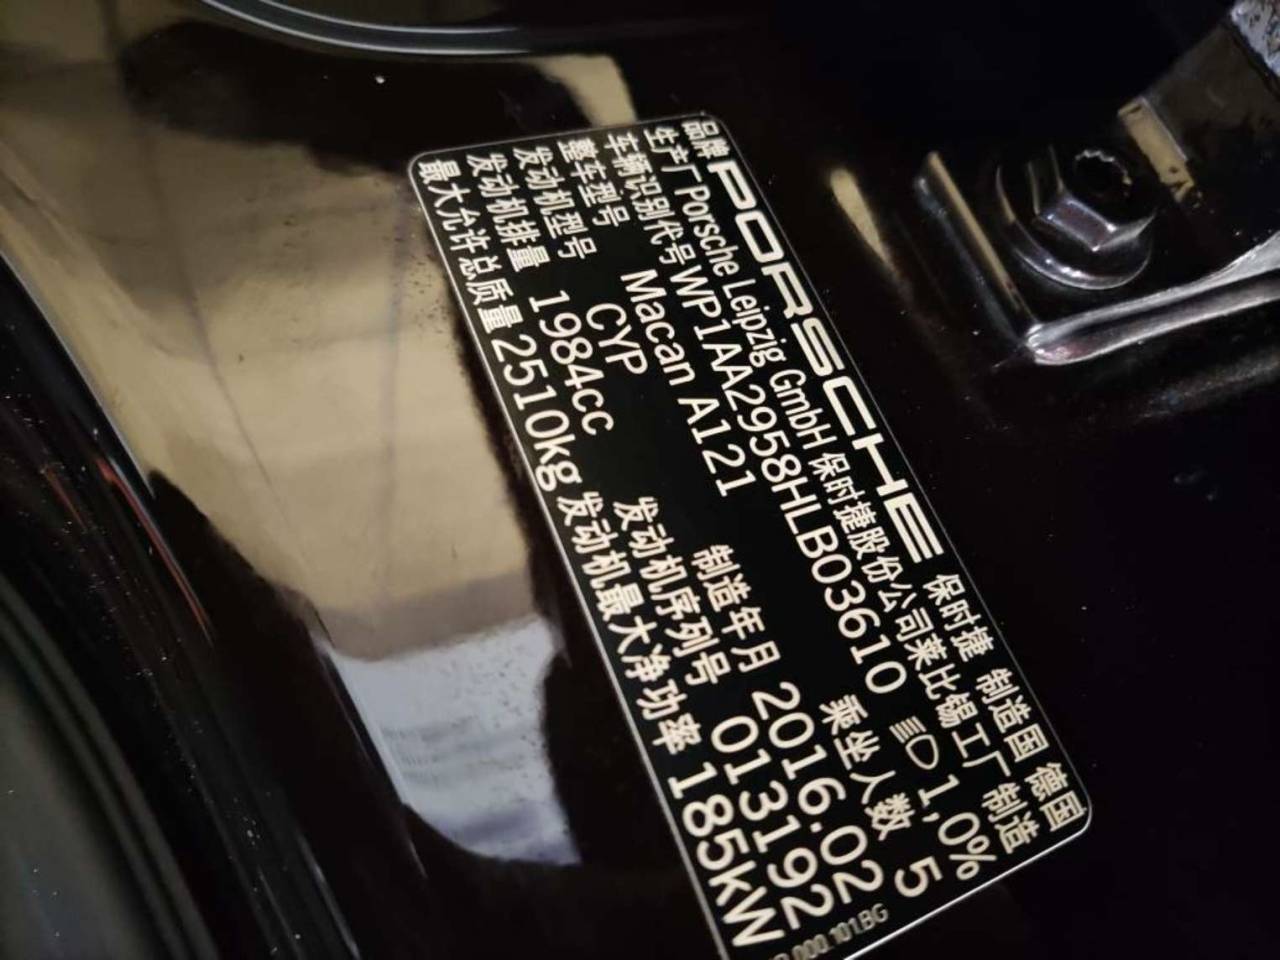 品牌 PORSCHE 保时捷 制造国 德国
生产厂 Porsche Leipzig GmbH 保时捷股份公司莱比锡工厂 制造
车辆识别代号 WP1AA2958HLB03610 1,0%
整车型号 Macan A121 乘坐人数 5
发动机型号 CYP 制造年月 2016.02
发动机排量 1984cc 发动机序列号 013192
最大允许总质量 2510kg 发动机最大净功率 185kW
000.101.BG